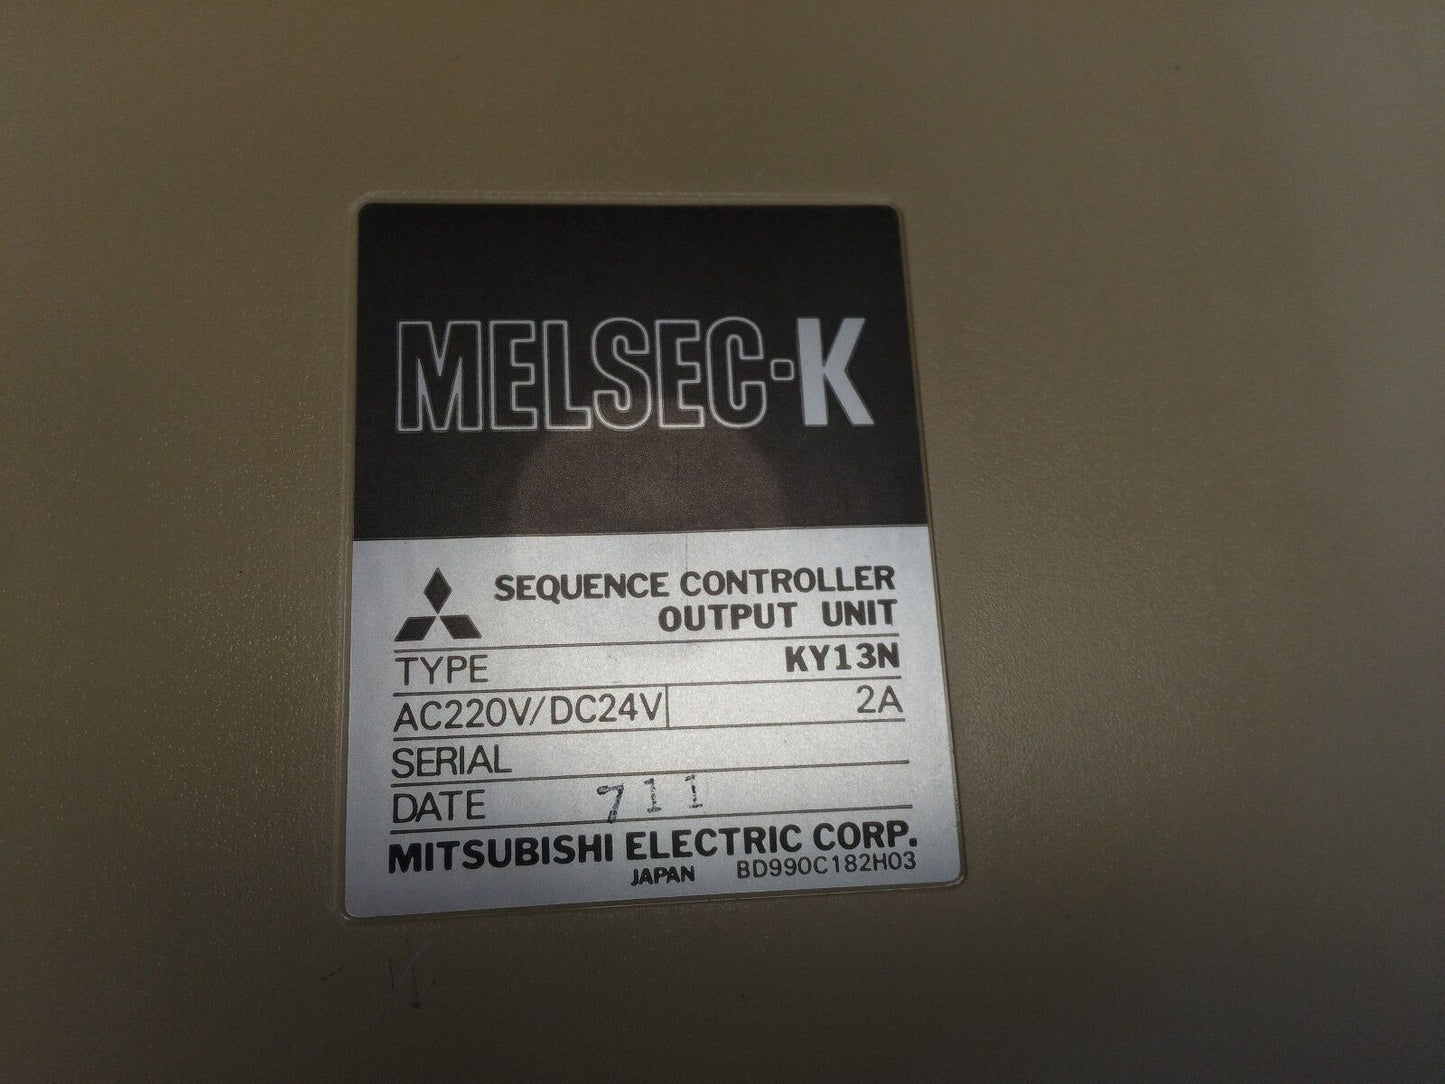 MELSEC-K
SEQUENCE CONTROLLER
OUTPUT UNIT
TYPE KY13N
AC220V/DC24V 2A
SERIAL
DATE 711
MITSUBISHI ELECTRIC CORP.
JAPAN BD990C182H03